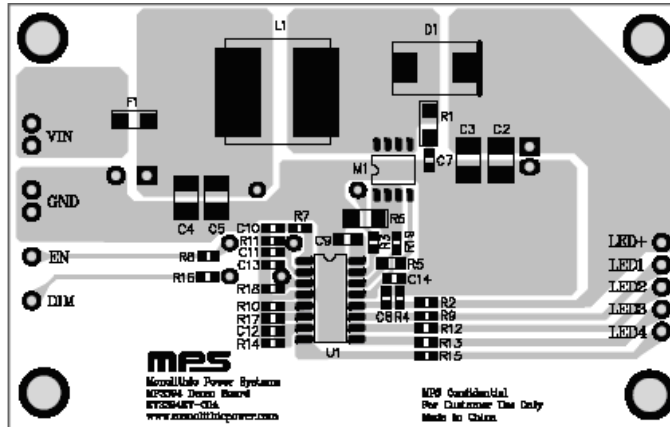 L1
D1
F1
R1
VIN
C3 C2
M1
C7
GND
C4 C5
R6
C10 R7
R11
C9
R3
LED+
EN
R8
C11
C13
R5
LED1
R16
C14
R18
LED2
DIM
R10
C8 R4
R2
R17
R9
LED3
C12
R12
LED4
R14
U1
R13
R15
MPS
Monolithic Power Systems
MP3394 Demo Board
www.monolithicpower.com
MPS Confidential
For Customer Use Only
Made in China